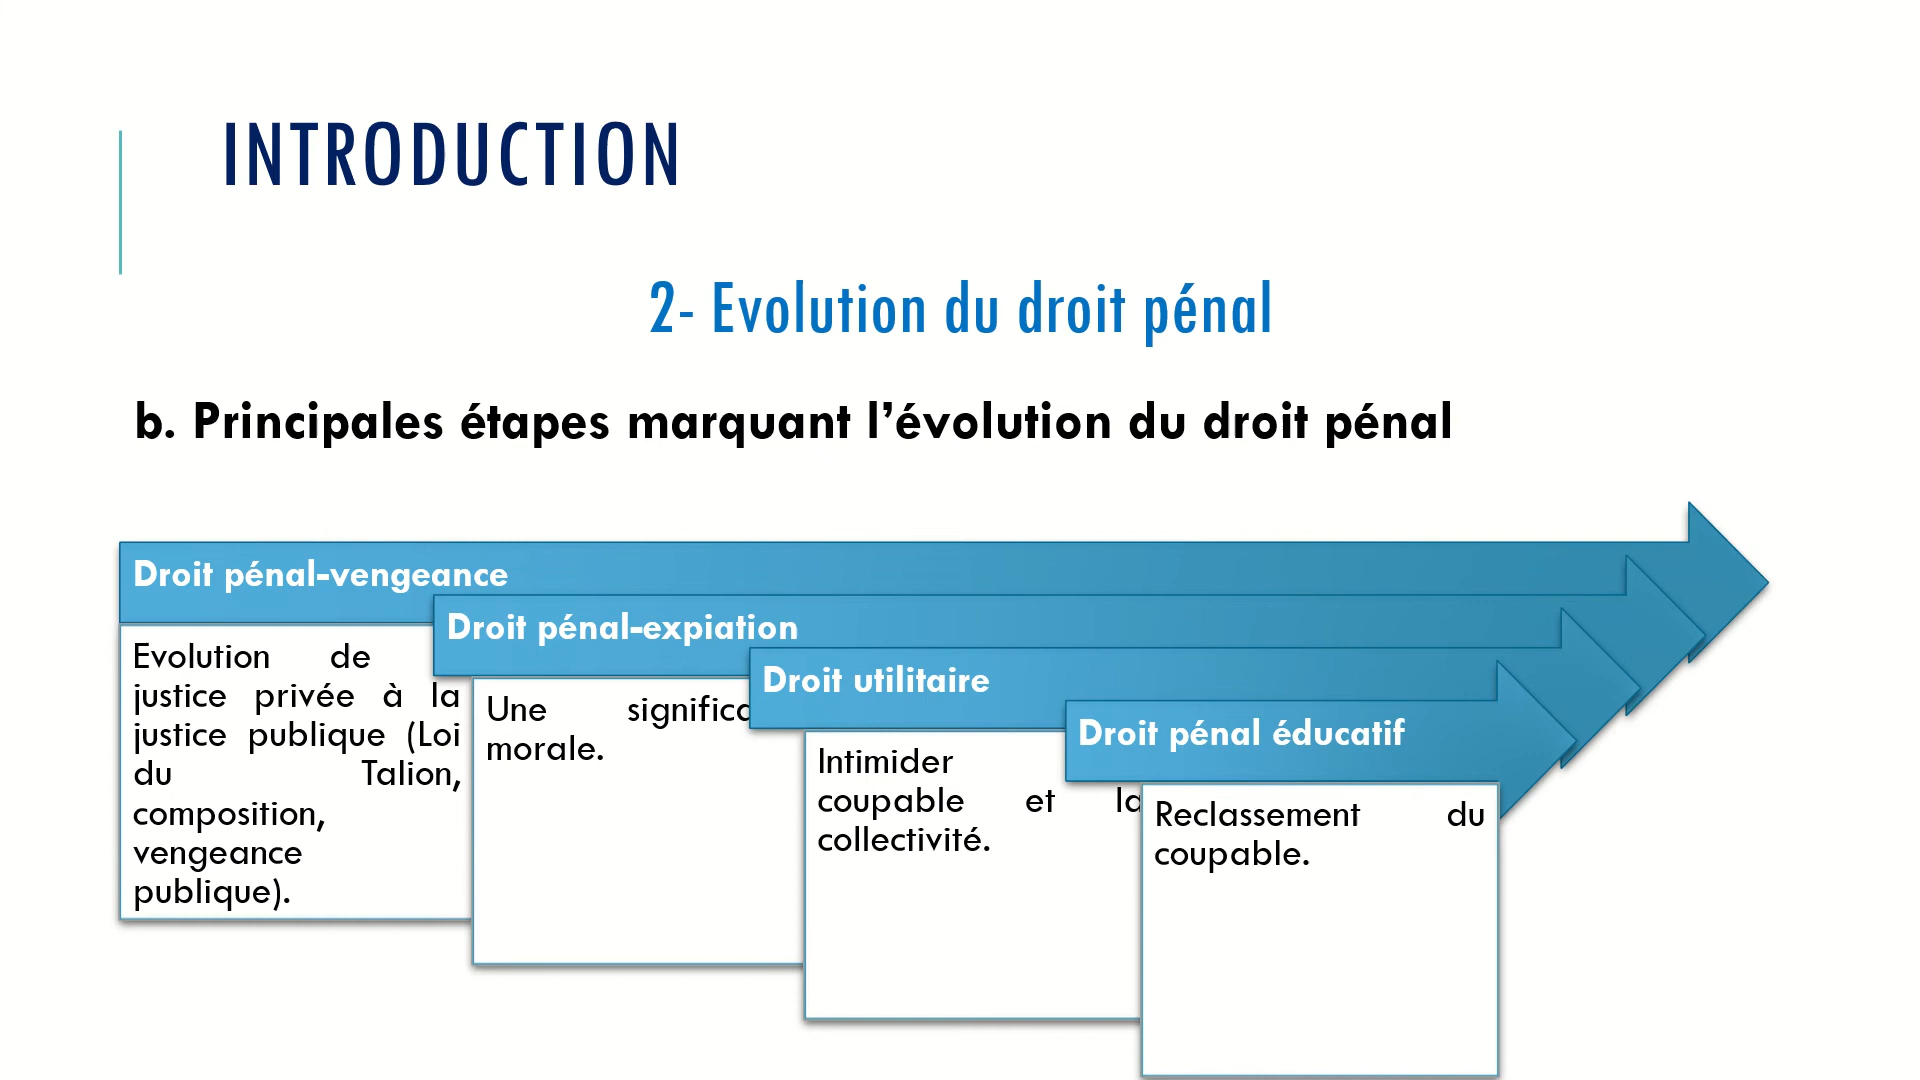 INTRODUCTION
2- Evolution du droit pénal
b. Principales étapes marquant l’évolution du droit pénal
Droit pénal-vengeance
Evolution de
justice privée à la
justice publique (Loi
du Talion,
composition,
vengeance
publique).
Droit pénal-expiation
Une
morale.
Droit utilitaire
Intimider
coupable et la
collectivité.
Droit pénal éducatif
Reclassement du
coupable.